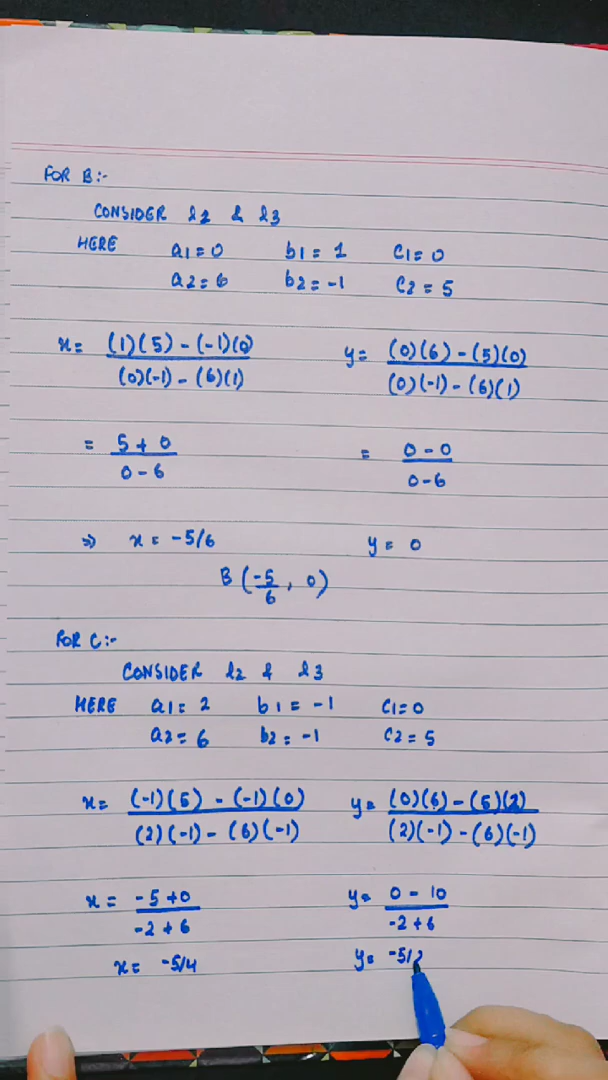 FOR B:-
CONSIDER l2 & l3
HERE a1=0 b1=1 c1=0
a2=6 b2=-1 c2=5
x= (1)(5)-(-1)(0) / (0)(-1)-(6)(1) y= (0)(6)-(5)(0) / (0)(-1)-(6)(1)
= 5+0 / 0-6 = 0-0 / 0-6
⇒ x= -5/6 y= 0
B(-5/6, 0)
FOR C:-
CONSIDER l2 & l3
HERE a1=2 b1=-1 c1=0
a2=6 b2=-1 c2=5
x= (-1)(5)-(-1)(0) / (2)(-1)-(6)(-1) y= (0)(6)-(5)(2) / (2)(-1)-(6)(-1)
x= -5+0 / -2+6 y= 0-10 / -2+6
x= -5/4 y= -5/2